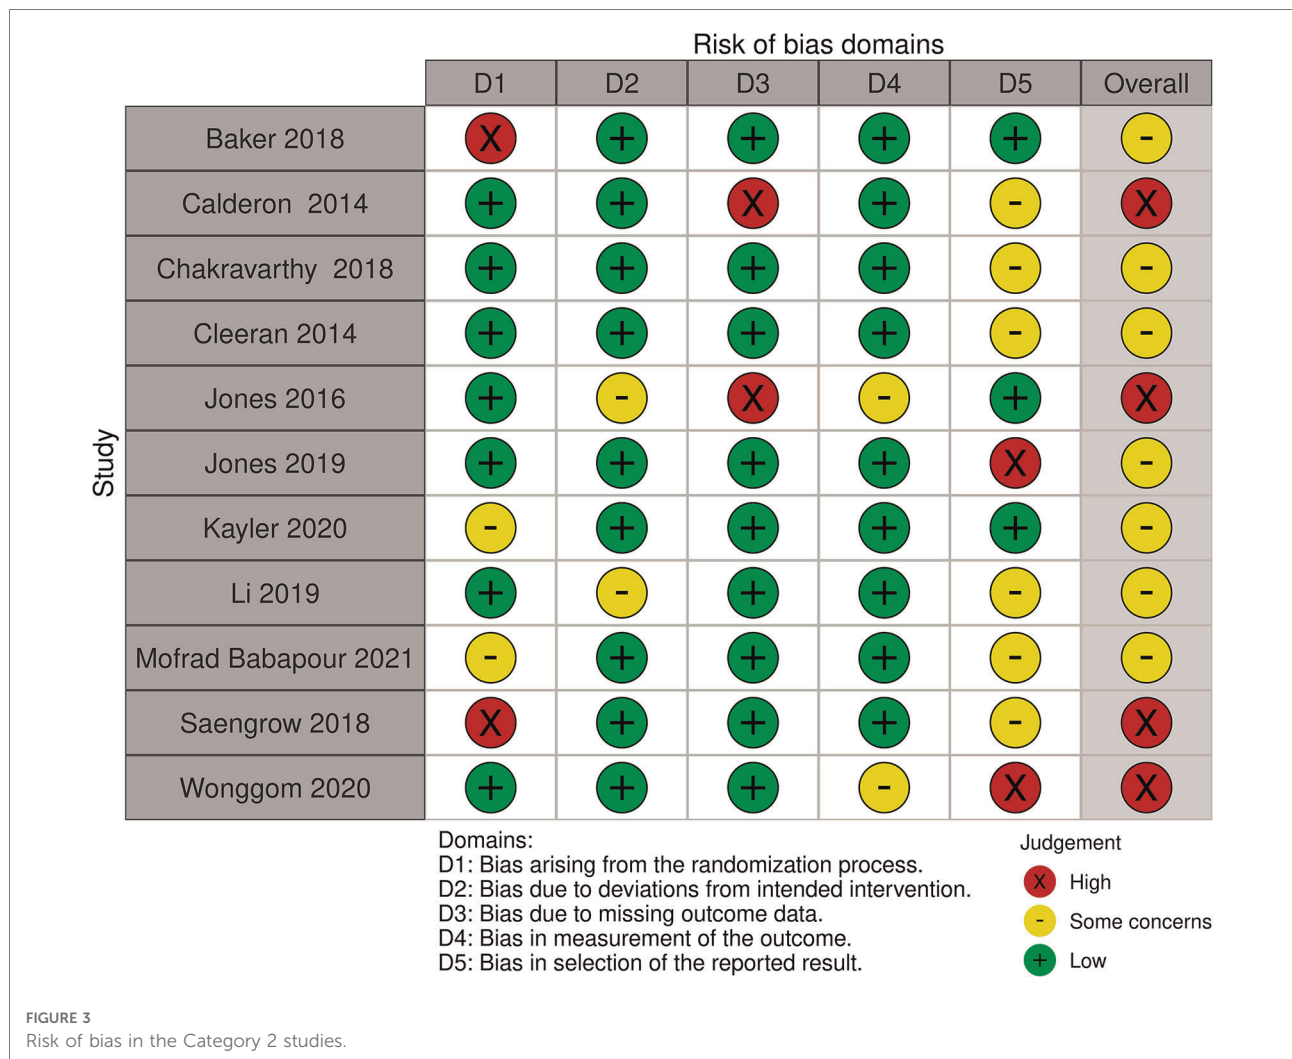 Risk of bias domains
D1 D2 D3 D4 D5 Overall
Study
Baker 2018 X + + + + -
Calderon 2014 + + X + - X
Chakravarthy 2018 + + + + - -
Cleeran 2014 + + + + - -
Jones 2016 + - X - + X
Jones 2019 + + + + X -
Kayler 2020 - + + + + -
Li 2019 + - + + - -
Mofrad Babapour 2021 - + + + - -
Saengrow 2018 X + + + - X
Wonggom 2020 + + + - X X
Domains:
D1: Bias arising from the randomization process.
D2: Bias due to deviations from intended intervention.
D3: Bias due to missing outcome data.
D4: Bias in measurement of the outcome.
D5: Bias in selection of the reported result.
Judgement
X High
- Some concerns
+ Low
FIGURE 3
Risk of bias in the Category 2 studies.